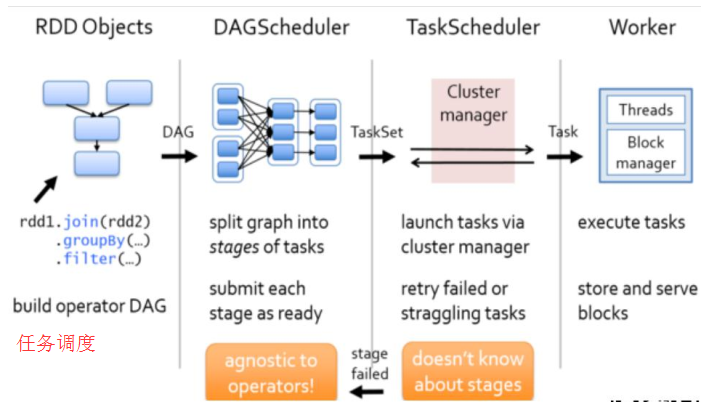 RDD Objects
DAGScheduler
TaskScheduler
Worker
DAG
TaskSet
Cluster
manager
Task
Threads
Block
manager
rdd1.join(rdd2)
.groupBy(…)
.filter(…)
build operator DAG
任务调度
split graph into
stages of tasks
submit each
stage as ready
agnostic to
operators!
launch tasks via
cluster manager
retry failed or
straggling tasks
stage
failed
doesn't know
about stages
execute tasks
store and serve
blocks